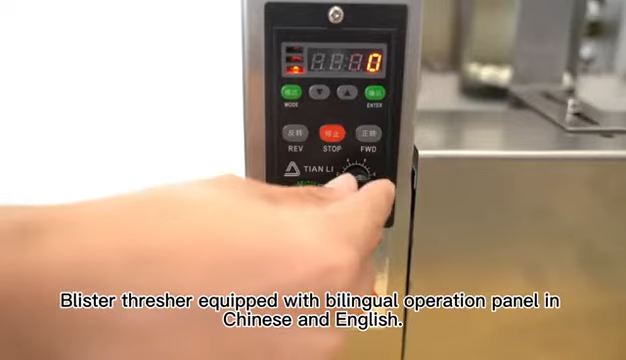 0
模式
确认
MODE
ENTER
反转
停止
正转
REV
STOP
FWD
TIAN LI
Blister thresher equipped with bilingual operation panel in
Chinese and English.